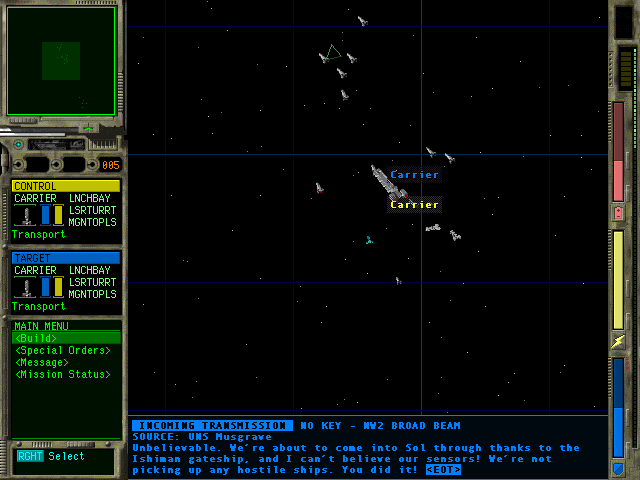 005
CONTROL
CARRIER LNCHBAY
LSRTURRT
MGNTOPLS
Transport
TARGET
CARRIER LNCHBAY
LSRTURRT
MGNTOPLS
Transport
MAIN MENU
<Build>
<Special Orders>
<Message>
<Mission Status>
RGHT Select
Carrier
Carrier
INCOMING TRANSMISSION NO KEY - NW2 BROAD BEAM
SOURCE: UNS Musgrave
Unbelievable. We're about to come into Sol through thanks to the
Ishiman gateship, and I can't believe our sensors! We're not
picking up any hostile ships. You did it! <EOT>